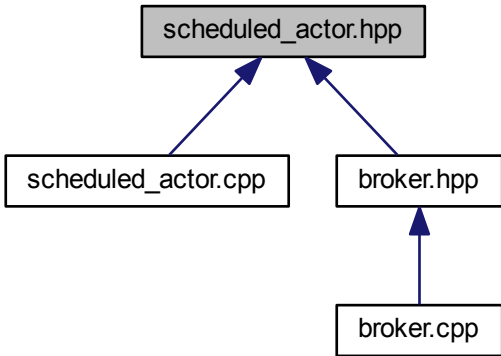 scheduled_actor.hpp
scheduled_actor.cpp
broker.hpp
broker.cpp